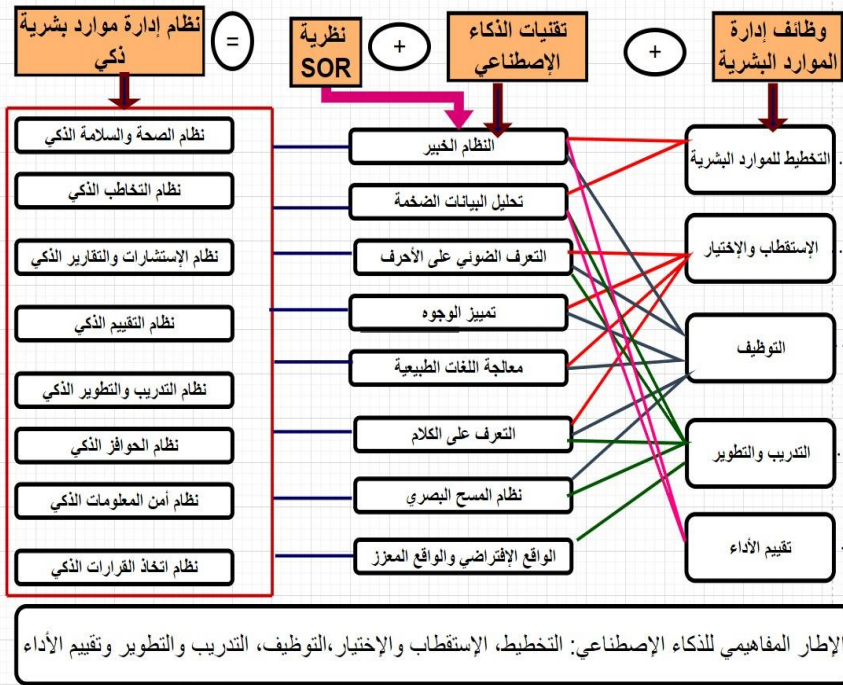 وظائف إدارة
الموارد البشرية
+
تقنيات الذكاء
الإصطناعي
+
نظرية
SOR
=
نظام إدارة موارد بشرية
ذكي
التخطيط للموارد البشرية
الإستقطاب والإختيار
التوظيف
التدريب والتطوير
تقييم الأداء
النظام الخبير
تحليل البيانات الضخمة
التعرف الضوئي على الأحرف
تمييز الوجوه
معالجة اللغات الطبيعية
التعرف على الكلام
نظام المسح البصري
الواقع الإفتراضي والواقع المعزز
نظام الصحة والسلامة الذكي
نظام التخاطب الذكي
نظام الإستشارات والتقارير الذكي
نظام التقييم الذكي
نظام التدريب والتطوير الذكي
نظام الحوافز الذكي
نظام أمن المعلومات الذكي
نظام اتخاذ القرارات الذكي
الإطار المفاهيمي للذكاء الإصطناعي: التخطيط، الإستقطاب والإختيار،التوظيف، التدريب والتطوير وتقييم الأداء